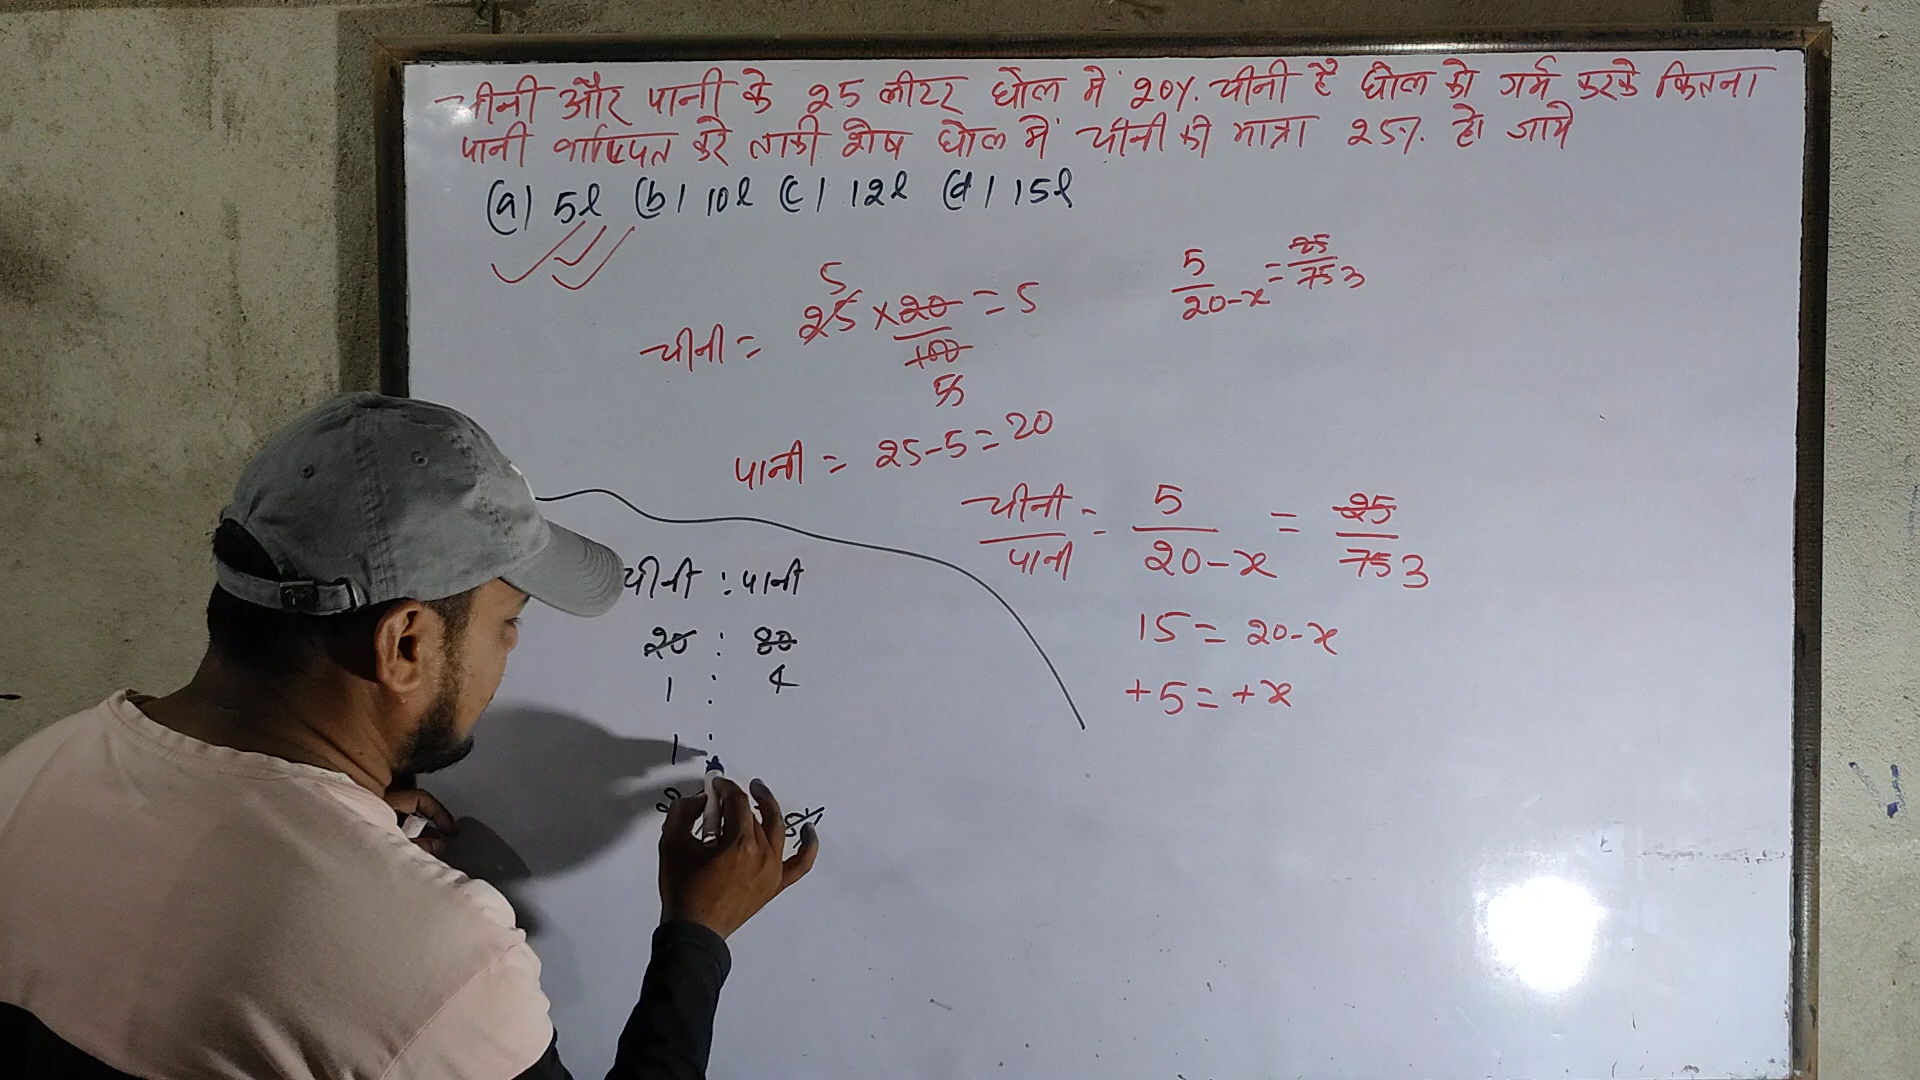 चीनी और पानी के 25 लीटर घोल में 20%. चीनी है घोल को गर्म करके कितना
पानी वाष्पित करे ताकी शेष घोल में चीनी की मात्रा 25%. हो जाये
(a) 5l (b) 10l (c) 12l (d) 15l
5
चीनी = 25 × 20/100 = 5
5
5/20-x = 25/75 3
पानी = 25-5=20
चीनी/पानी = 5/20-x = 25/75 3
15 = 20-x
+5 = +x
चीनी : पानी
20 : 80
1 : 4
1 :